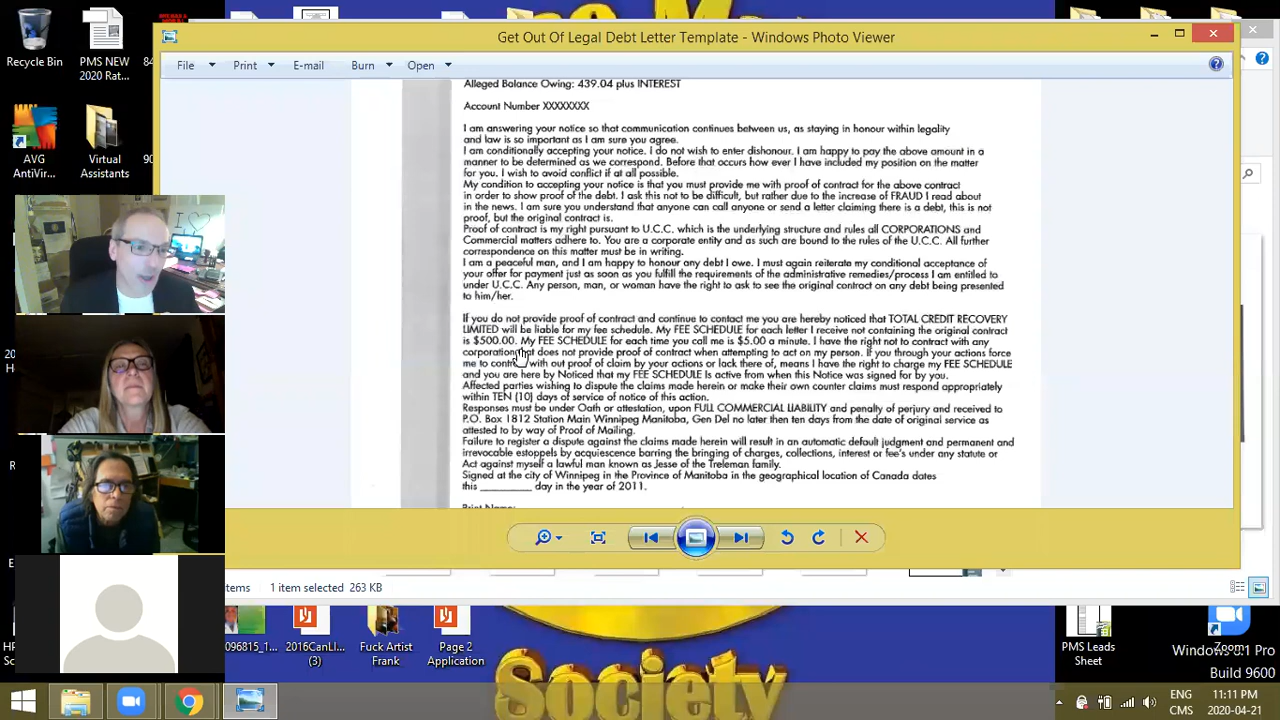 Recycle Bin
PMS NEW
2020 Rat...
AVG
AntiVir...
Virtual
Get Out Of Legal Debt Letter Template - Windows Photo Viewer
File
Print
E-mail
Burn
Open
Alleged Balance Owing: 439.04 plus INTEREST
Account Number XXXXXXXX
I am answering your notice so that communication continues between us, as staying in honour within legality
and law is so important as I am sure you agree.
I am conditionally accepting your notice. I do not wish to enter dishonour. I am happy to pay the above amount in a
manner to be determined as we correspond. Before that occurs how ever I have included my position on the matter
for you. I wish to avoid conflict if at all possible.
My condition to accepting your notice is that you must provide me with proof of contract for the above contract
in order to show proof of the debt. I ask this not to be difficult, but rather due to the increase of FRAUD I read about
in the news. I am sure you understand that anyone can call anyone or send a letter claiming there is a debt, this is not
proof, but the original contract is.
Proof of contract is my right pursuant to U.C.C. which is the underlying structure and rules all CORPORATIONS and
Commercial matters adhere to. You are a corporate entity and as such are bound to the rules of the U.C.C. All further
correspondence on this matter must be in writing.
I am a peaceful man, and I am happy to honour any debt I owe. I must again reiterate my conditional acceptance of
your offer for payment just as soon as you fulfill the requirements of the administrative remedies/process I am entitled to
under U.C.C. Any person, man, or woman have the right to ask to see the original contract on any debt being presented
to him/her.
If you do not provide proof of contract and continue to contact me you are hereby noticed that TOTAL CREDIT RECOVERY
LIMITED will be liable for my fee schedule. My FEE SCHEDULE for each letter I receive not containing the original contract
is $500.00. My FEE SCHEDULE for each time you call me is $5.00 a minute. I have the right not to contract with any
corporation that does not provide proof of contract when attempting to act on my person. If you through your actions force
me to contract with out proof of claim by your actions or lack there of, means I have the right to charge my FEE SCHEDULE
and you are here by Noticed that my FEE SCHEDULE is active from when this Notice was signed for by you.
Affected parties wishing to dispute the claims made herein or make their own counter claims must respond appropriately
within TEN (10) days of service of notice of this action.
Responses must be under Oath or attestation, upon FULL COMMERCIAL LIABILITY and penalty of perjury and received to
P.O. Box 1812 Station Main Winnipeg Manitoba, Gen Del no later then ten days from the date of original service as
attested to by way of Proof of Mailing.
Failure to register a dispute against the claims made herein will result in an automatic default judgment and permanent and
irrevocable estoppels by acquiescence barring the bringing of charges, collections, interest or fee's under any statute or
Act against myself a lawful man known as Jesse of the Treleman family.
Signed at the city of Winnipeg in the Province of Manitoba in the geographical location of Canada dates
this __________ day in the year of 2011.
Print Name:
1 item selected 263 KB
096815_1...
2016CanLI...
(3)
Fuck Artist
Frank
Page 2
Application
PMS Leads
Sheet
Zoom
Windows 8.1 Pro
Build 9600
Society
ENG
11:11 PM
2020-04-21